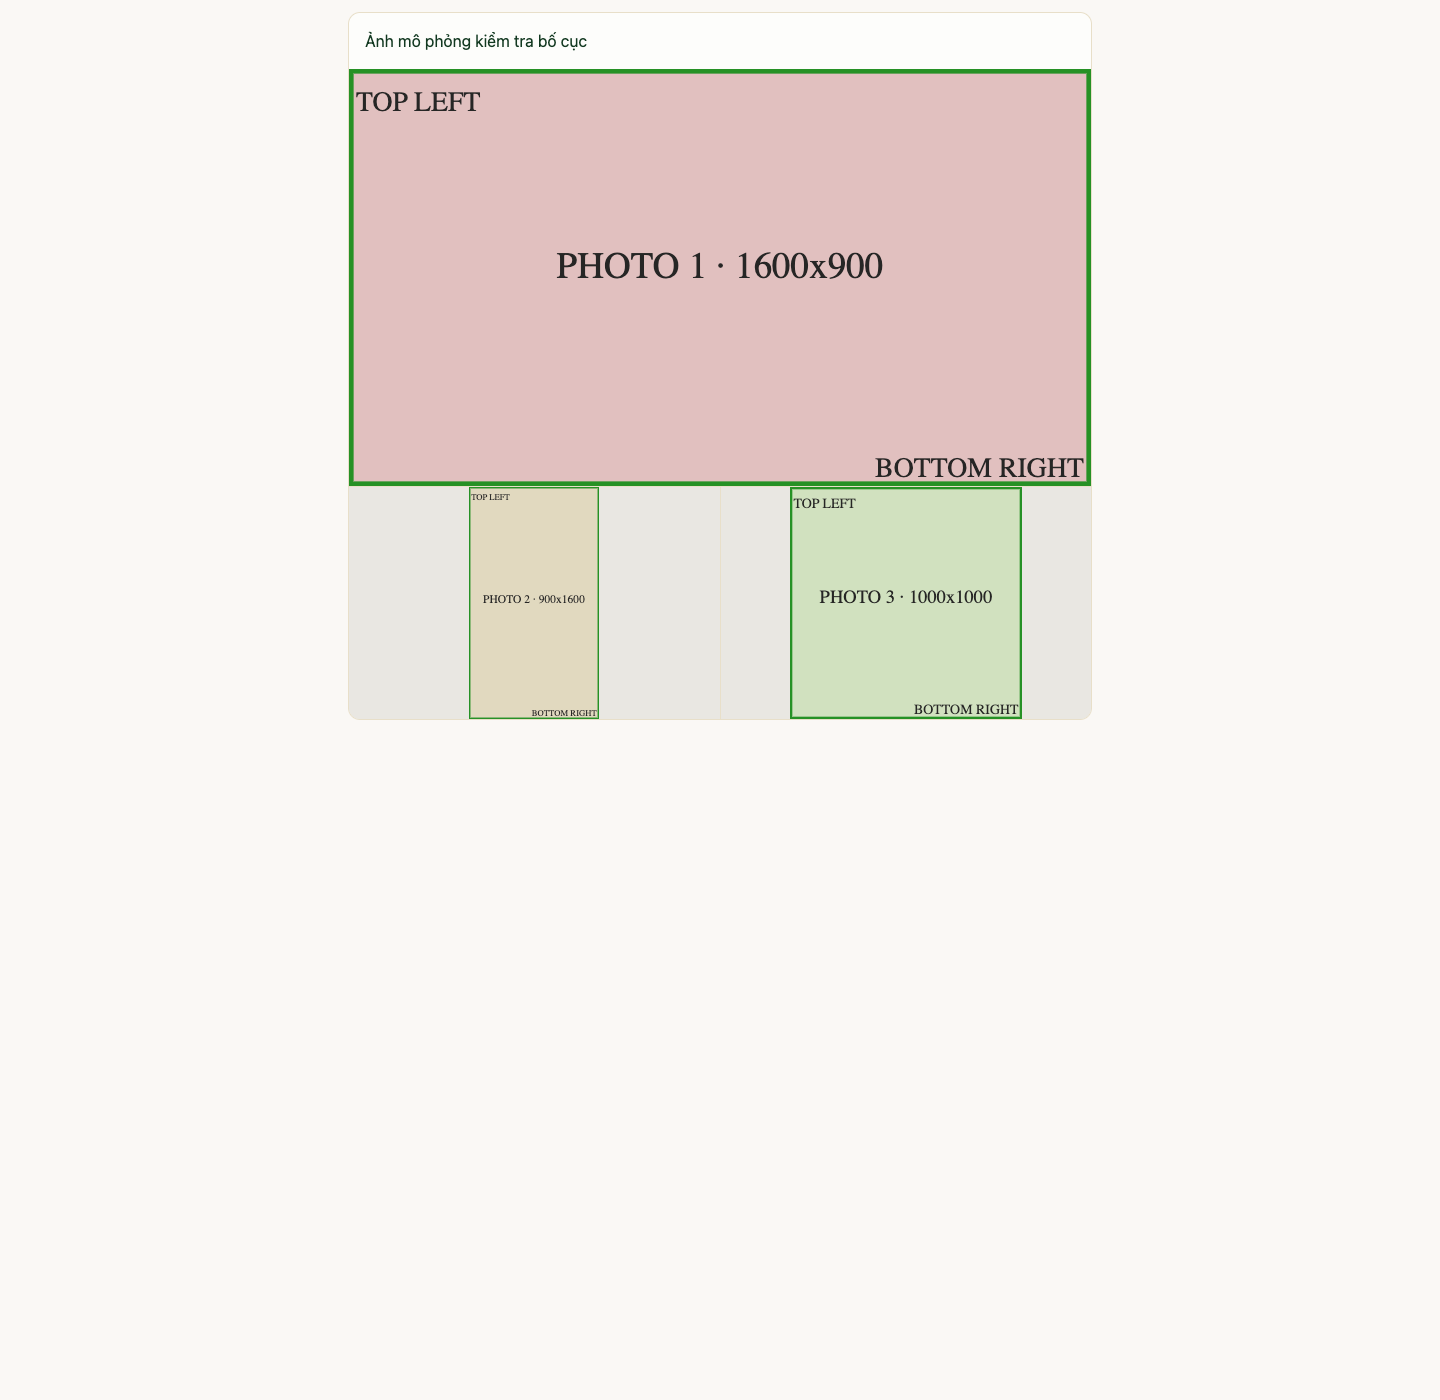 Ảnh mô phỏng kiểm tra bố cục
TOP LEFT
PHOTO 1 · 1600x900
BOTTOM RIGHT
TOP LEFT
PHOTO 2 · 900x1600
BOTTOM RIGHT
TOP LEFT
PHOTO 3 · 1000x1000
BOTTOM RIGHT